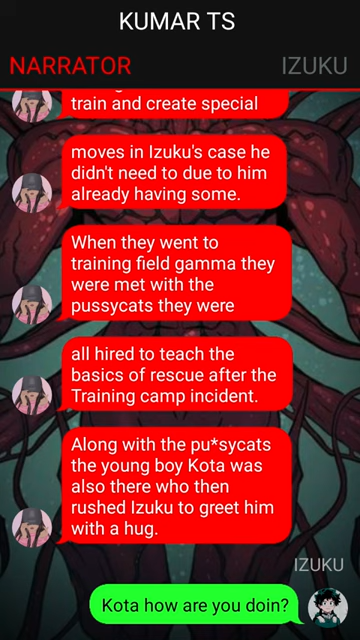 KUMAR TS
NARRATOR IZUKU
train and create special
moves in Izuku's case he
didn't need to due to him
already having some.
When they went to
training field gamma they
were met with the
pussycats they were
all hired to teach the
basics of rescue after the
Training camp incident.
Along with the pu*sycats
the young boy Kota was
also there who then
rushed Izuku to greet him
with a hug.
IZUKU
Kota how are you doin?